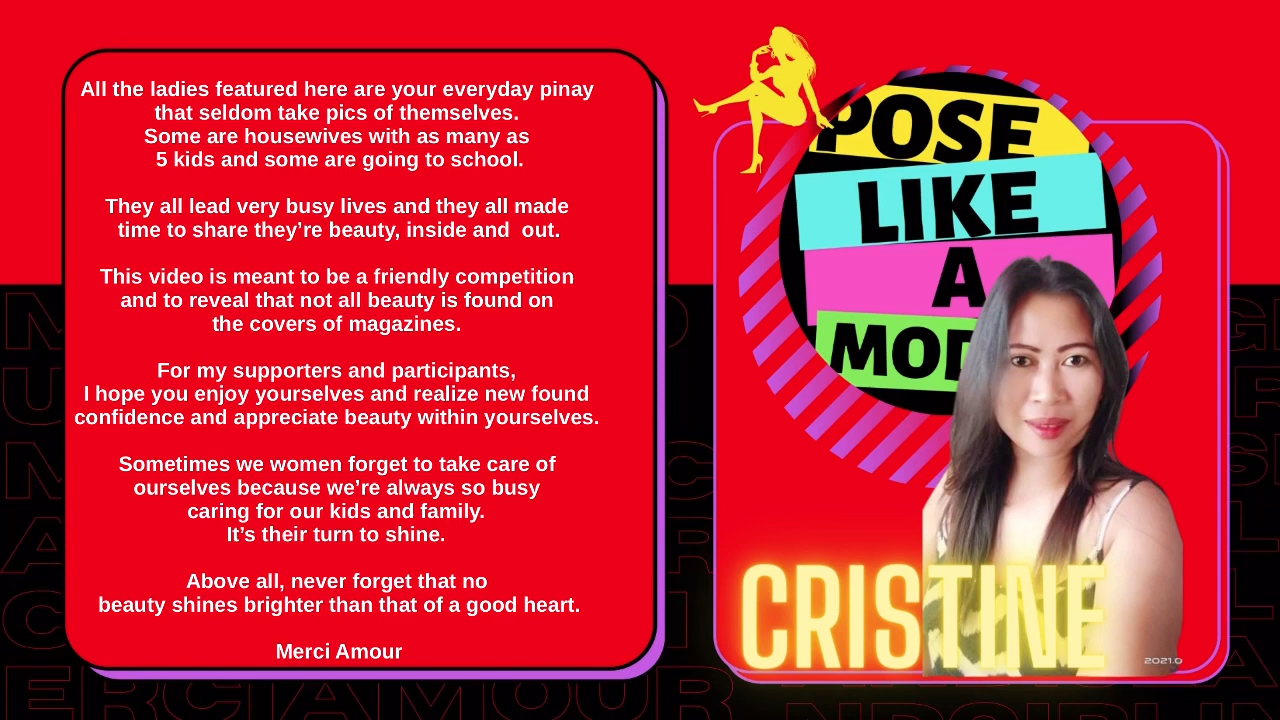 All the ladies featured here are your everyday pinay
that seldom take pics of themselves.
Some are housewives with as many as
5 kids and some are going to school.
They all lead very busy lives and they all made
time to share they’re beauty, inside and  out.
This video is meant to be a friendly competition
and to reveal that not all beauty is found on
the covers of magazines.
For my supporters and participants,
I hope you enjoy yourselves and realize new found
confidence and appreciate beauty within yourselves.
Sometimes we women forget to take care of
ourselves because we’re always so busy
caring for our kids and family.
It’s their turn to shine.
Above all, never forget that no
beauty shines brighter than that of a good heart.
Merci Amour
POSE
LIKE
A
MOD
CRISTINE
2021.0
ERCIAMOUR